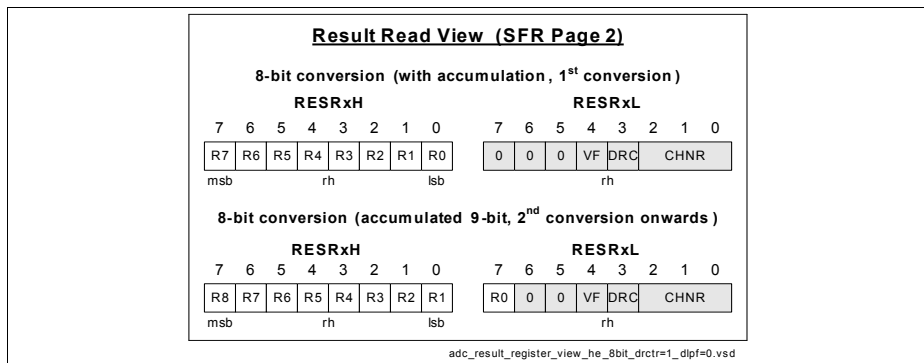 Result Read View (SFR Page 2)
8-bit conversion (with accumulation, 1st conversion)
RESRxH RESRxL
7 6 5 4 3 2 1 0 7 6 5 4 3 2 1 0
R7 R6 R5 R4 R3 R2 R1 R0 0 0 0 VF DRC CHNR
msb rh lsb rh
8-bit conversion (accumulated 9-bit, 2nd conversion onwards)
RESRxH RESRxL
7 6 5 4 3 2 1 0 7 6 5 4 3 2 1 0
R8 R7 R6 R5 R4 R3 R2 R1 R0 0 0 VF DRC CHNR
msb rh lsb rh
adc_result_register_view_he_8bit_drctr=1_dlpf=0.vsd